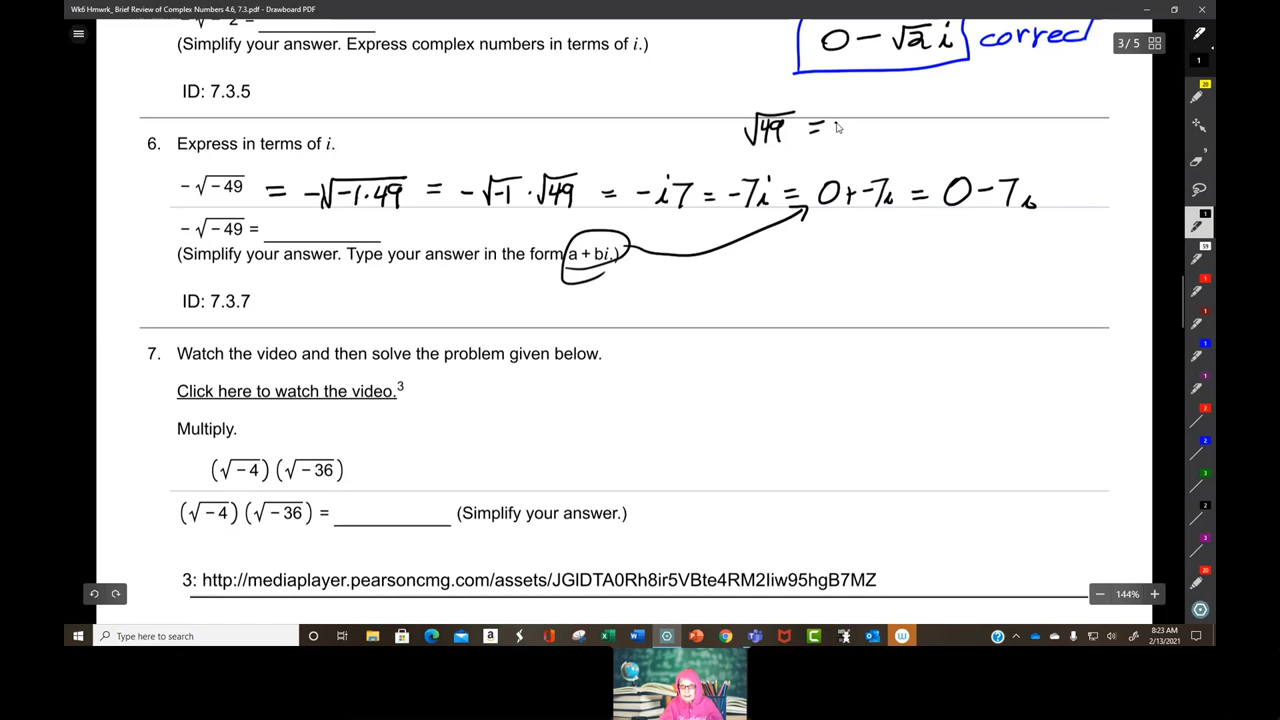 Wk6 Hmwrk_ Brief Review of Complex Numbers 4.6, 7.3.pdf - Drawboard PDF
(Simplify your answer. Express complex numbers in terms of i.)
0 - √2 i correct
3/5
ID: 7.3.5
√49 =
6. Express in terms of i.
- √-49 = -√-1·49 = -√-1 · √49 = -i7 = -7i = 0+-7i = 0-7i
- √-49 = ____________
(Simplify your answer. Type your answer in the form a + bi.)
ID: 7.3.7
7. Watch the video and then solve the problem given below.
Click here to watch the video.3
Multiply.
(√-4)(√-36)
(√-4)(√-36) = ____________ (Simplify your answer.)
3: http://mediaplayer.pearsoncmg.com/assets/JGIDTA0Rh8ir5VBte4RM2Iiw95hgB7MZ
144%
Type here to search
8:23 AM
2/13/2021